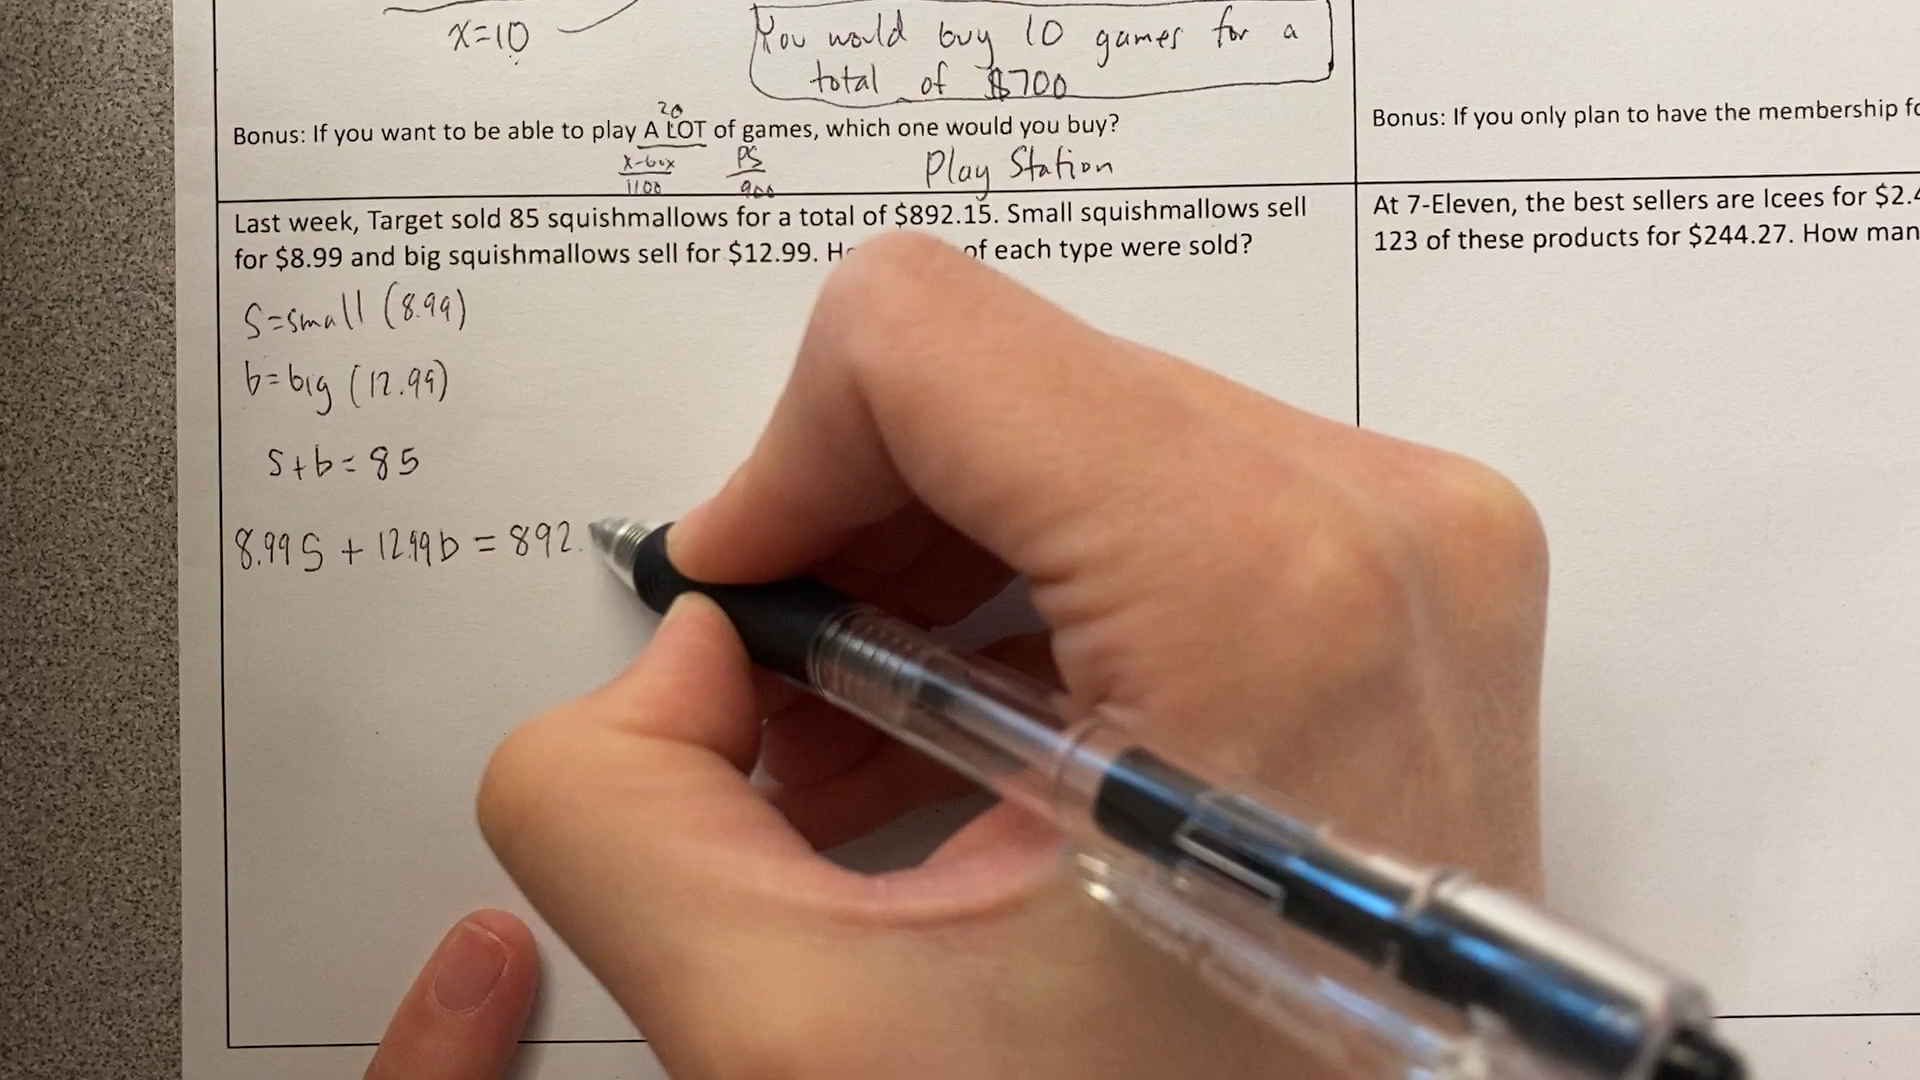 x=10
You would buy 10 games for a
total of $700
20
Bonus: If you want to be able to play A LOT of games, which one would you buy?
x-box PS Play Station
1100 900
Last week, Target sold 85 squishmallows for a total of $892.15. Small squishmallows sell
for $8.99 and big squishmallows sell for $12.99. of each type were sold?
S=small (8.99)
b=big (12.99)
S+b=85
8.99S + 12.99b = 892.
Bonus: If you only plan to have the membership
At 7-Eleven, the best sellers are Icees for
123 of these products for $244.27. How